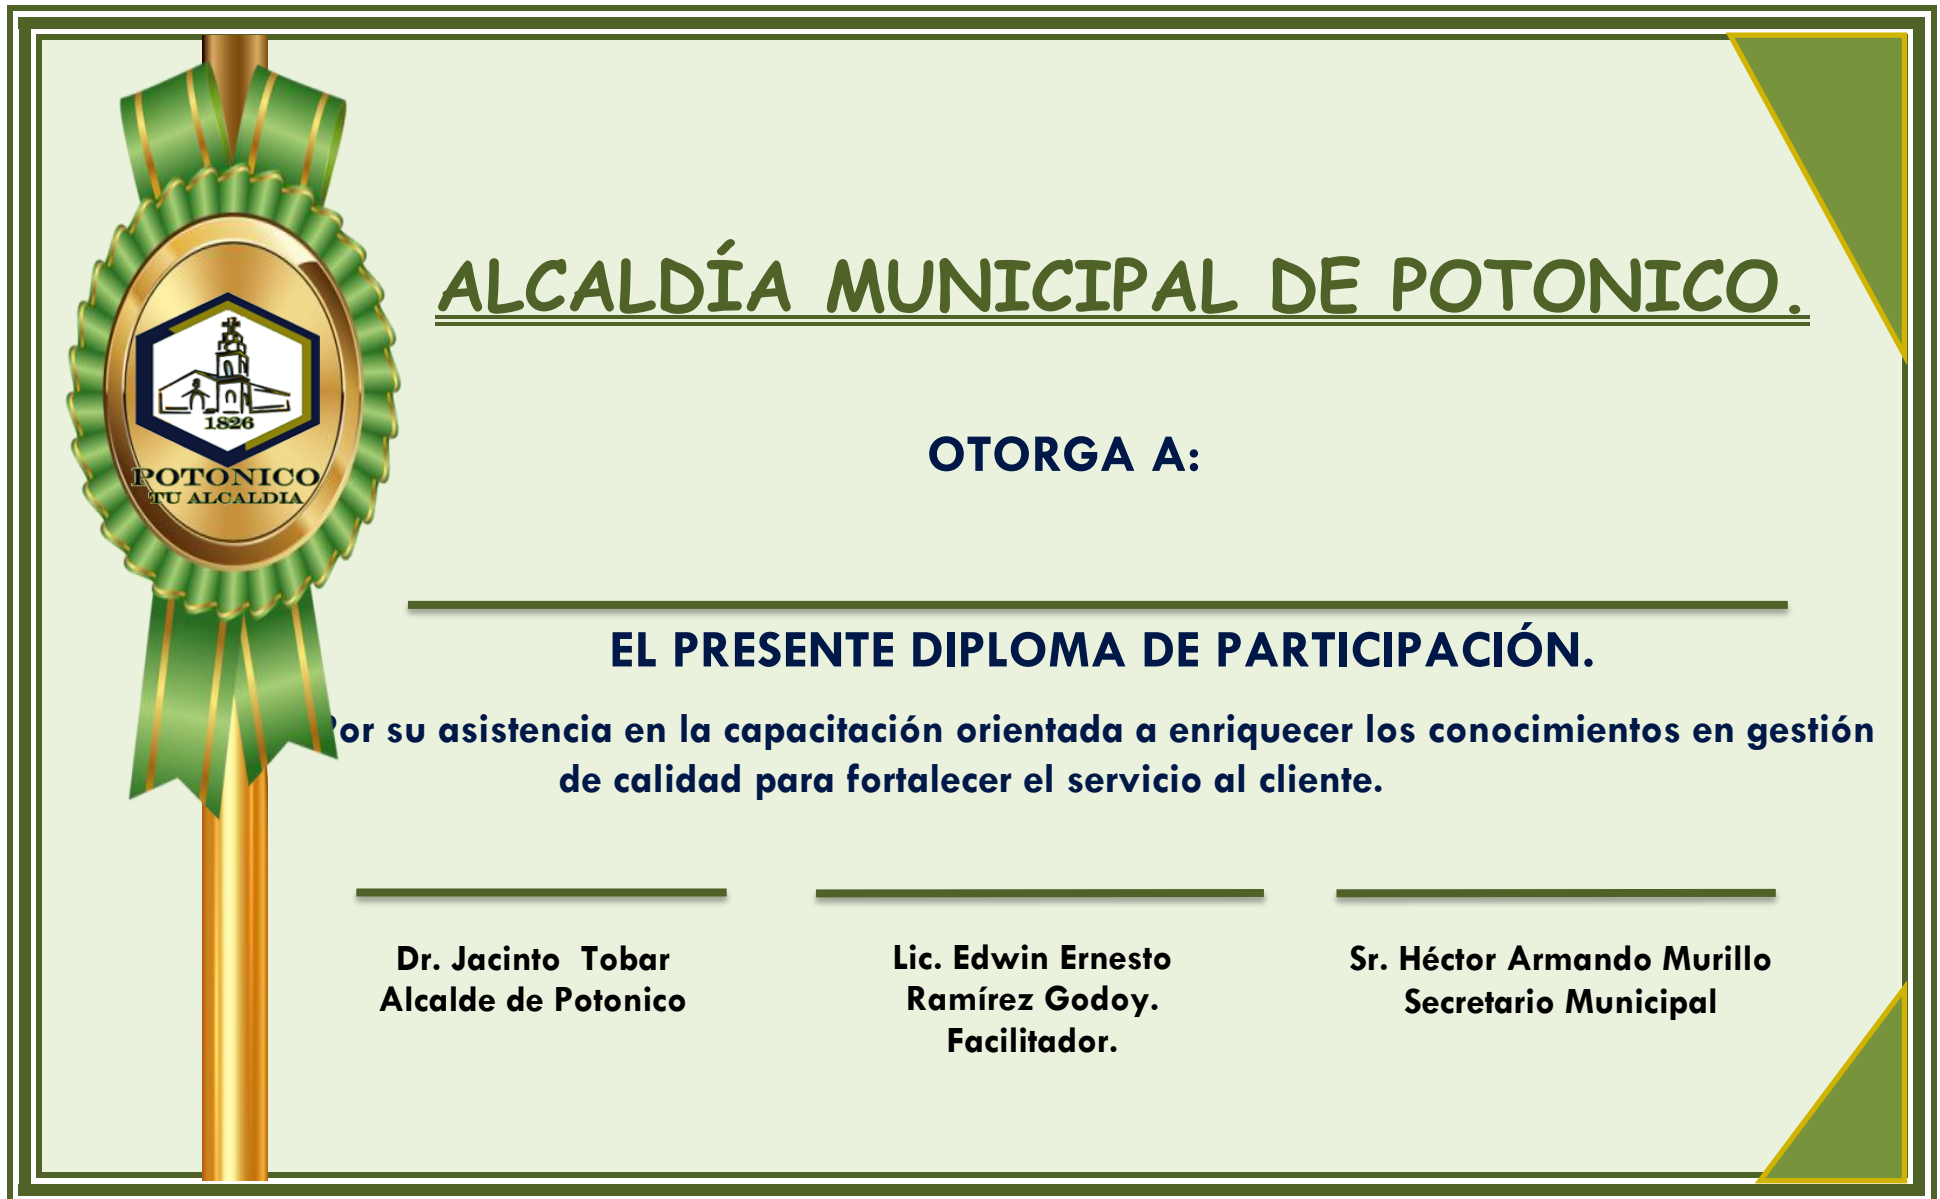 ALCALDÍA MUNICIPAL DE POTONICO.
1826
POTONICO
TU ALCALDIA
OTORGA A:
EL PRESENTE DIPLOMA DE PARTICIPACIÓN.
Por su asistencia en la capacitación orientada a enriquecer los conocimientos en gestión
de calidad para fortalecer el servicio al cliente.
Dr. Jacinto Tobar
Alcalde de Potonico
Lic. Edwin Ernesto
Ramírez Godoy.
Facilitador.
Sr. Héctor Armando Murillo
Secretario Municipal